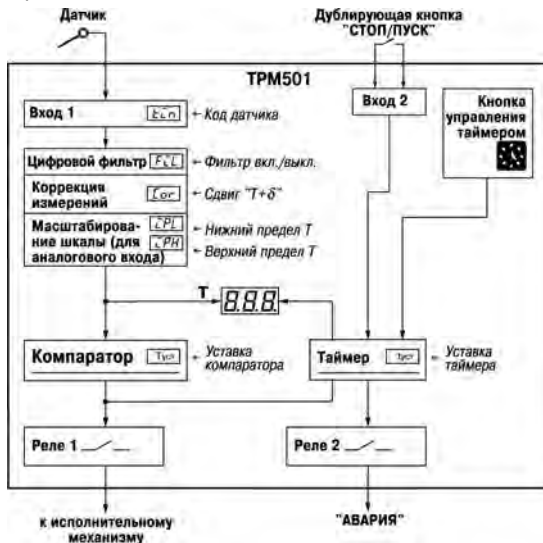 Датчик
Дублирующая кнопка
"СТОП/ПУСК"
ТРМ501
Вход 1
Код датчика
Вход 2
Кнопка
управления
таймером
Цифровой фильтр
Фильтр вкл./выкл.
Коррекция
измерений
Сдвиг "Т+δ"
Масштабирова-
ние шкалы (для
аналогового входа)
Нижний предел Т
Верхний предел Т
Т
8.8.8.
Компаратор
Туст
Уставка
компаратора
Таймер
Туст
Уставка
таймера
Реле 1
Реле 2
к исполнительному
механизму
"АВАРИЯ"